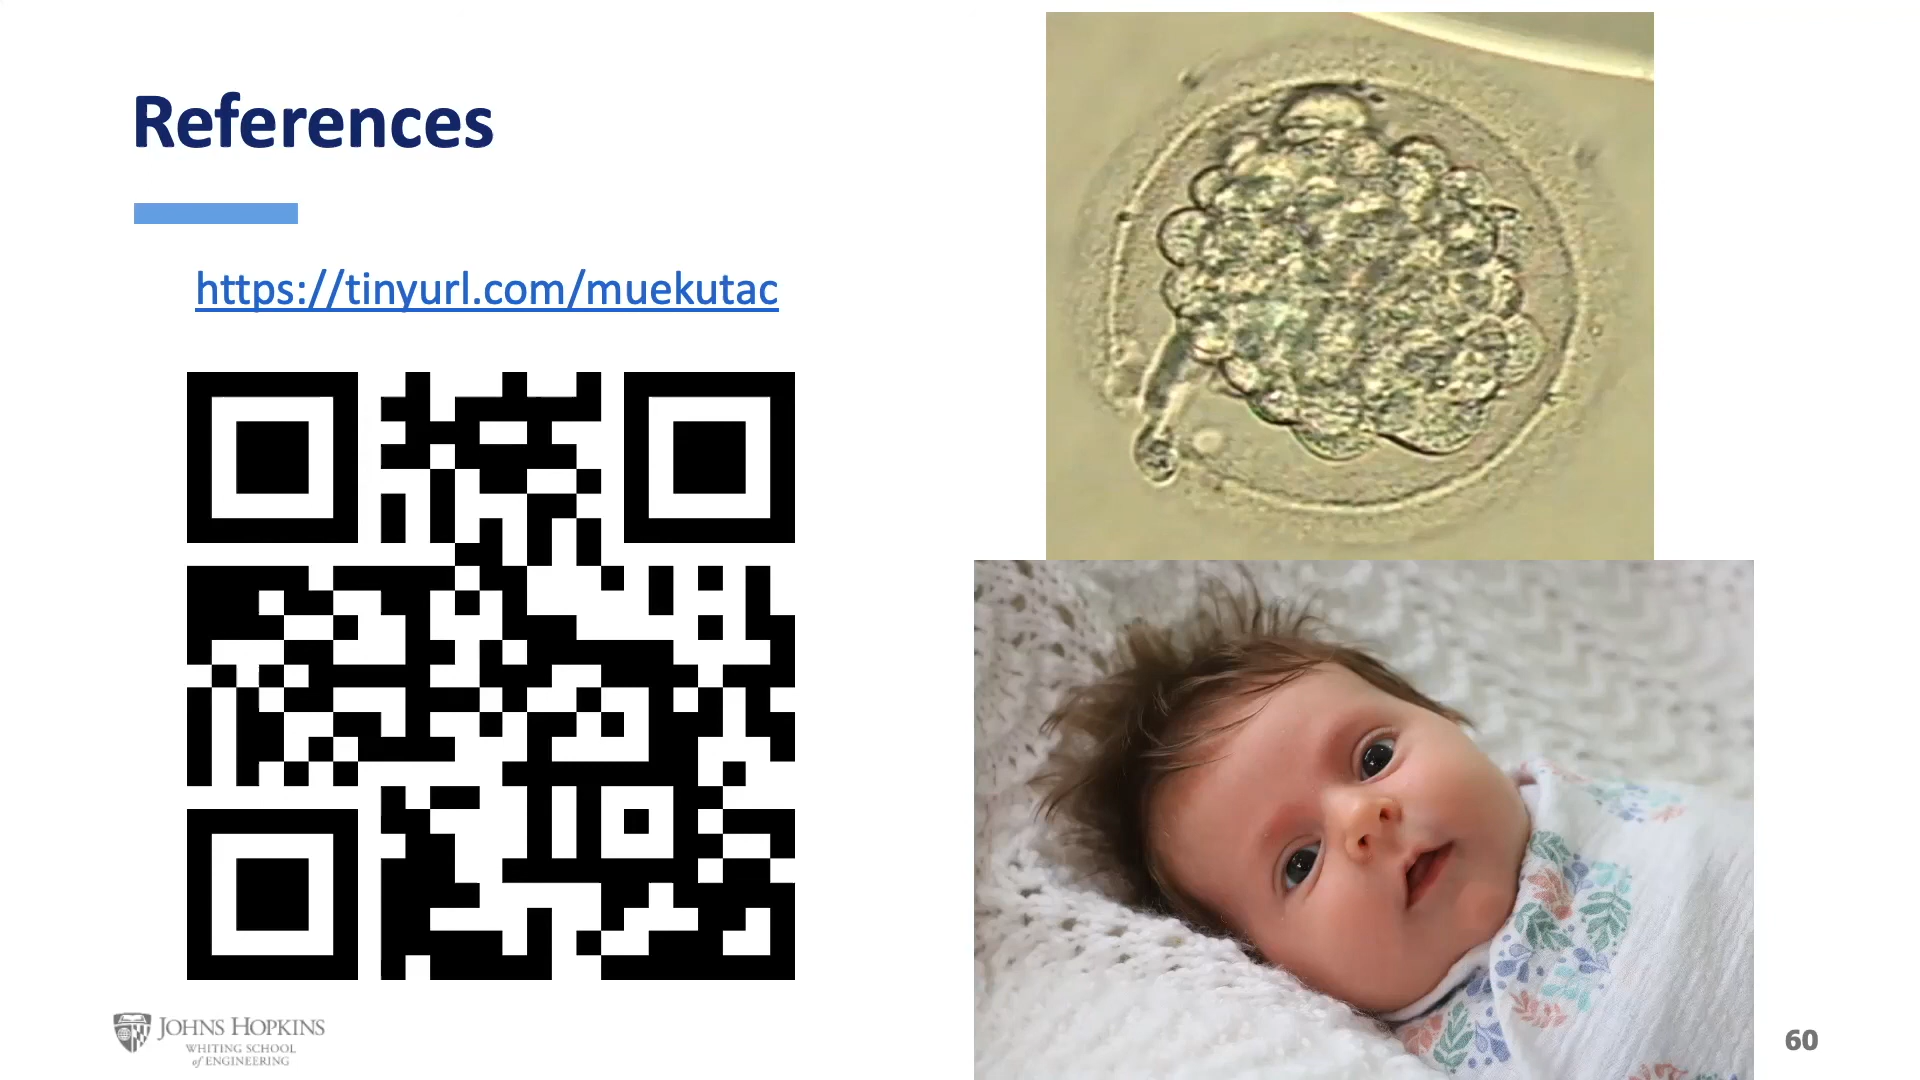 References
https://tinyurl.com/muekutac
JOHNS HOPKINS
WHITING SCHOOL
of ENGINEERING
60